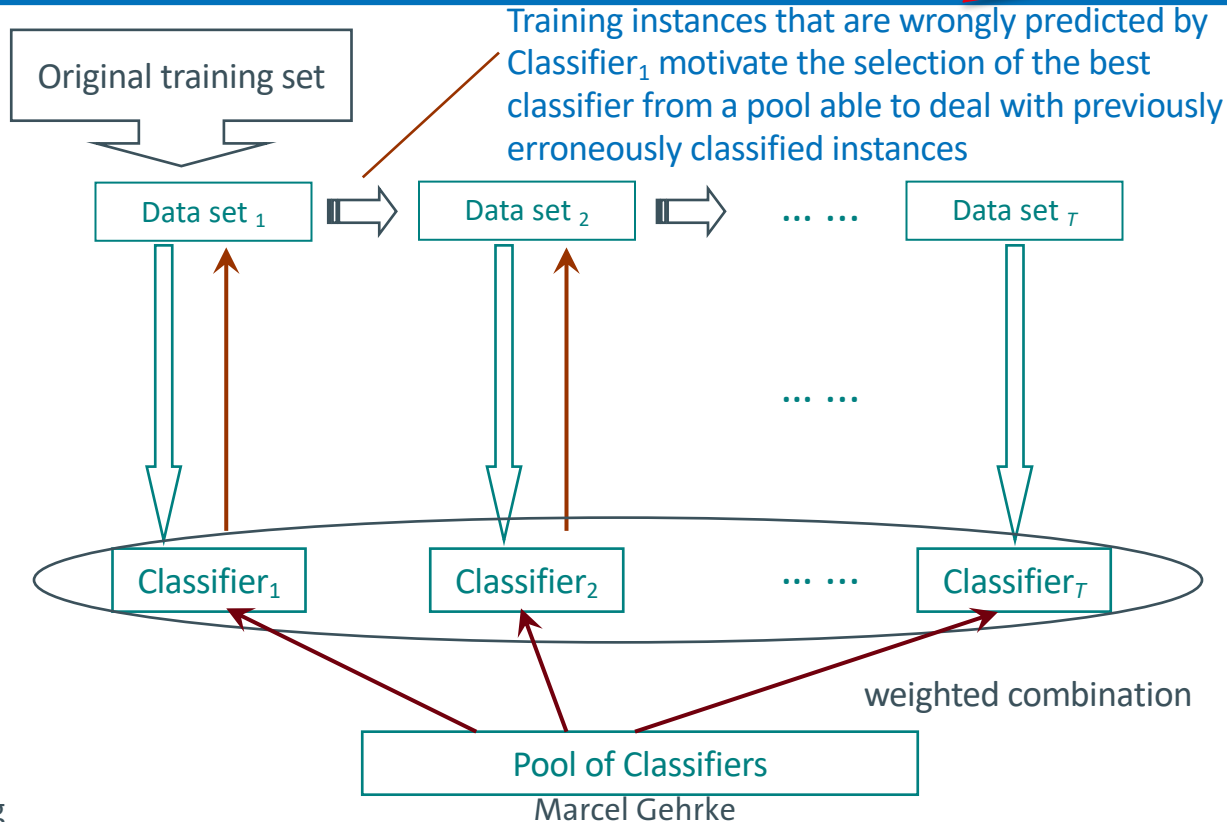 Training instances that are wrongly predicted by
Classifier₁ motivate the selection of the best
classifier from a pool able to deal with previously
erroneously classified instances
Original training set
Data set ₁
Data set ₂
... ...
Data set T
... ...
Classifier₁
Classifier₂
... ...
ClassifierT
weighted combination
Pool of Classifiers
Marcel Gehrke
g